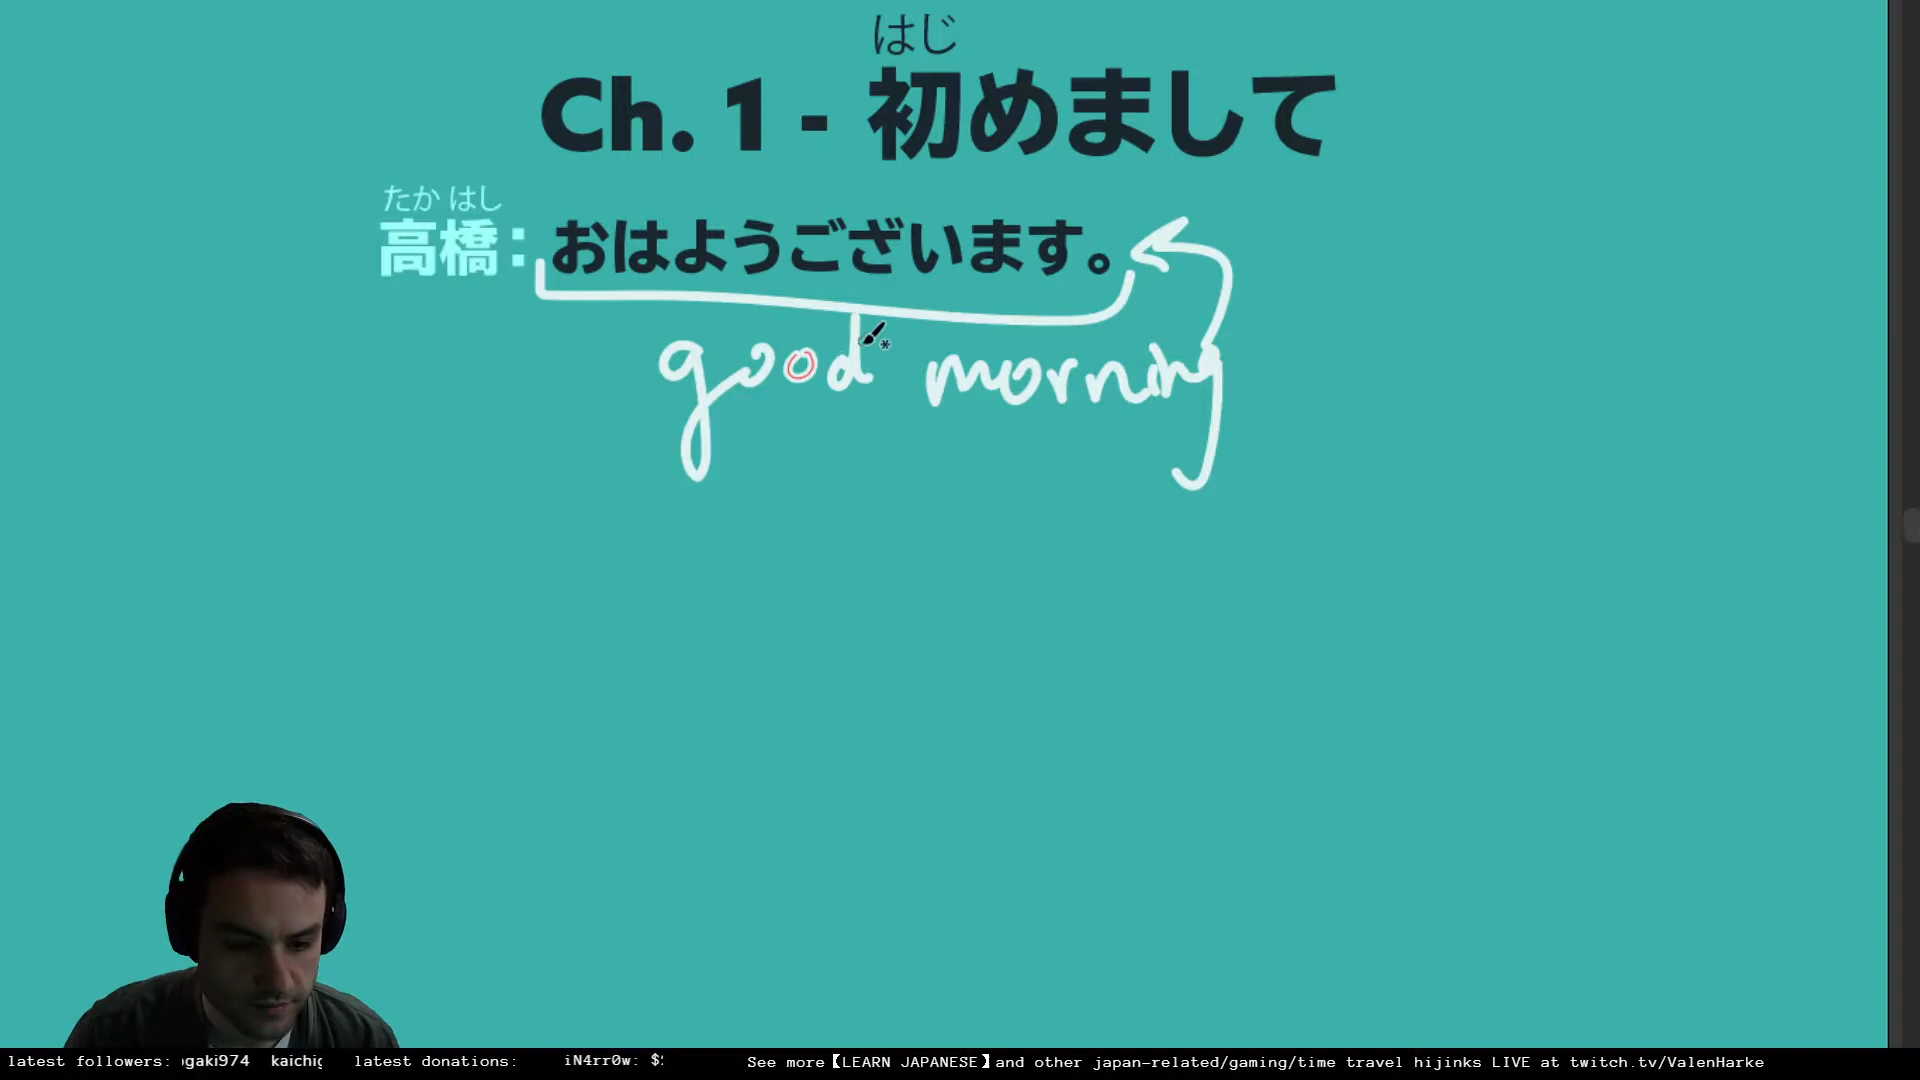 はじ
Ch. 1 - 初めまして
たか はし
高橋: おはようございます。
good morning
latest followers: ogaki974 kaichig latest donations: iN4rr0w: $ See more【LEARN JAPANESE】and other japan-related/gaming/time travel hijinks LIVE at twitch.tv/ValenHarke